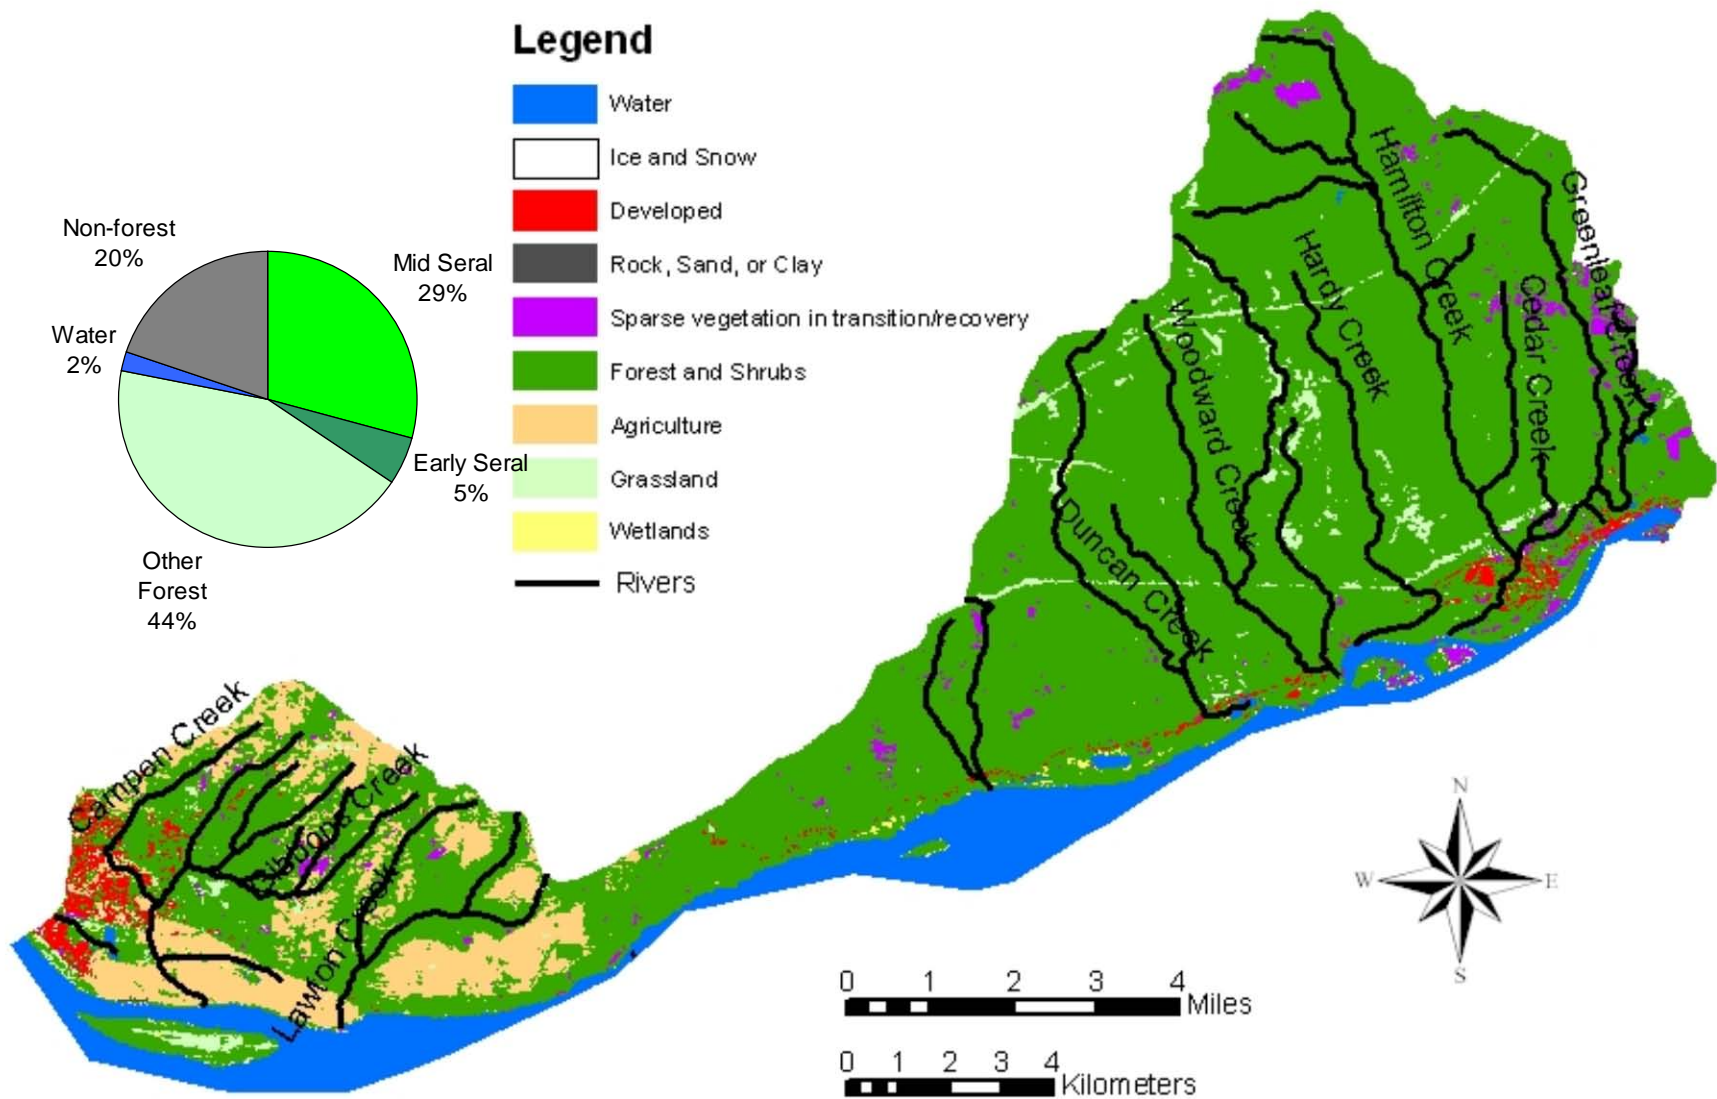 Legend
Water
Ice and Snow
Developed
Rock, Sand, or Clay
Sparse vegetation in transition/recovery
Forest and Shrubs
Agriculture
Grassland
Wetlands
Rivers
Non-forest
20%
Mid Seral
29%
Water
2%
Early Seral
5%
Other
Forest
44%
Hamilton Creek
Greenleaf Creek
Hardy Creek
Cedar Creek
Woodward Creek
Duncan Creek
Campen Creek
Creek
Lawton Creek
N
W
E
S
0 1 2 3 4
Miles
0 1 2 3 4
Kilometers